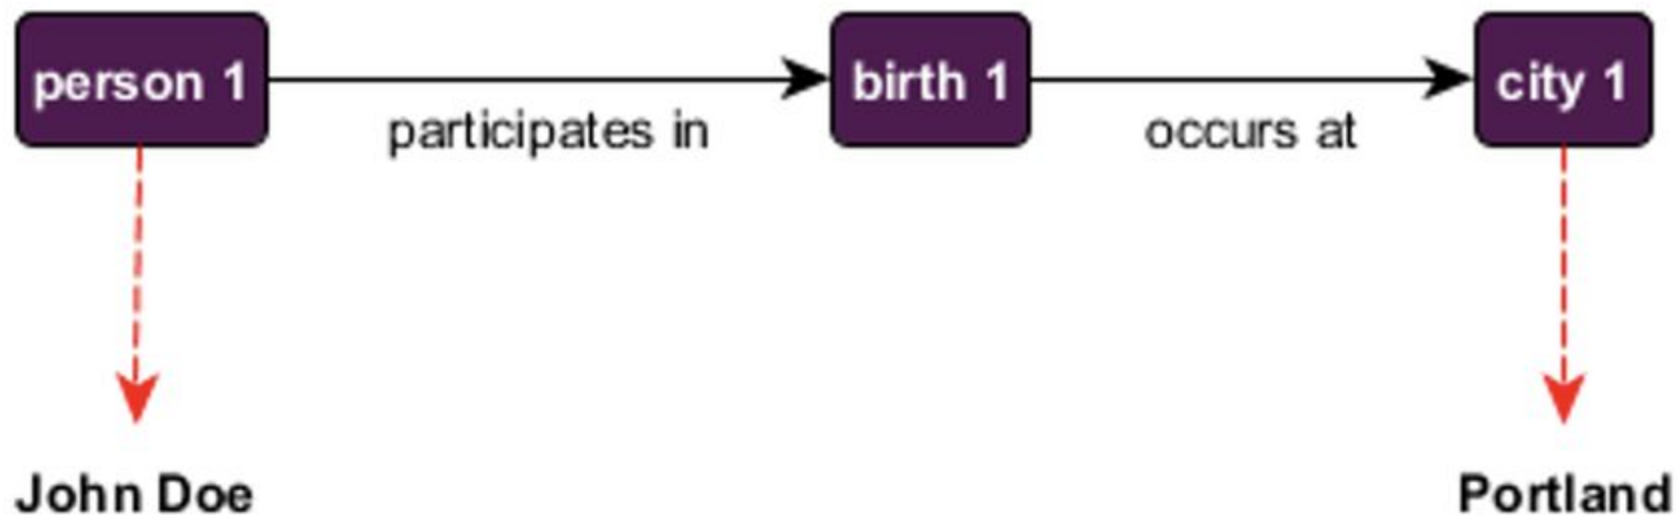 person 1
birth 1
city 1
participates in
occurs at
John Doe
Portland